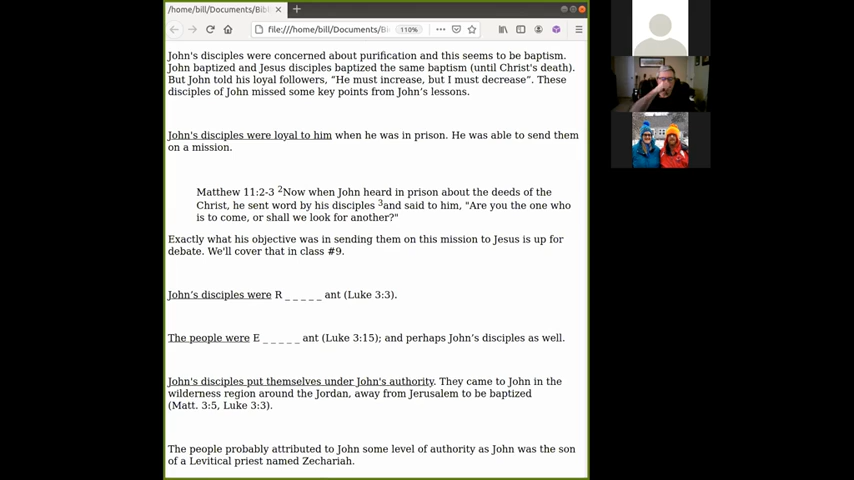 /home/bill/Documents/Bibl
file:///home/bill/Documents/Bi
110%
John's disciples were concerned about purification and this seems to be baptism.
John baptized and Jesus disciples baptized the same baptism (until Christ's death).
But John told his loyal followers, “He must increase, but I must decrease”. These
disciples of John missed some key points from John’s lessons.
John's disciples were loyal to him when he was in prison. He was able to send them
on a mission.
Matthew 11:2-3 2Now when John heard in prison about the deeds of the
Christ, he sent word by his disciples 3and said to him, "Are you the one who
is to come, or shall we look for another?"
Exactly what his objective was in sending them on this mission to Jesus is up for
debate. We'll cover that in class #9.
John’s disciples were R _ _ _ _ _ ant (Luke 3:3).
The people were E _ _ _ _ _ ant (Luke 3:15); and perhaps John’s disciples as well.
John's disciples put themselves under John's authority. They came to John in the
wilderness region around the Jordan, away from Jerusalem to be baptized
(Matt. 3:5, Luke 3:3).
The people probably attributed to John some level of authority as John was the son
of a Levitical priest named Zechariah.